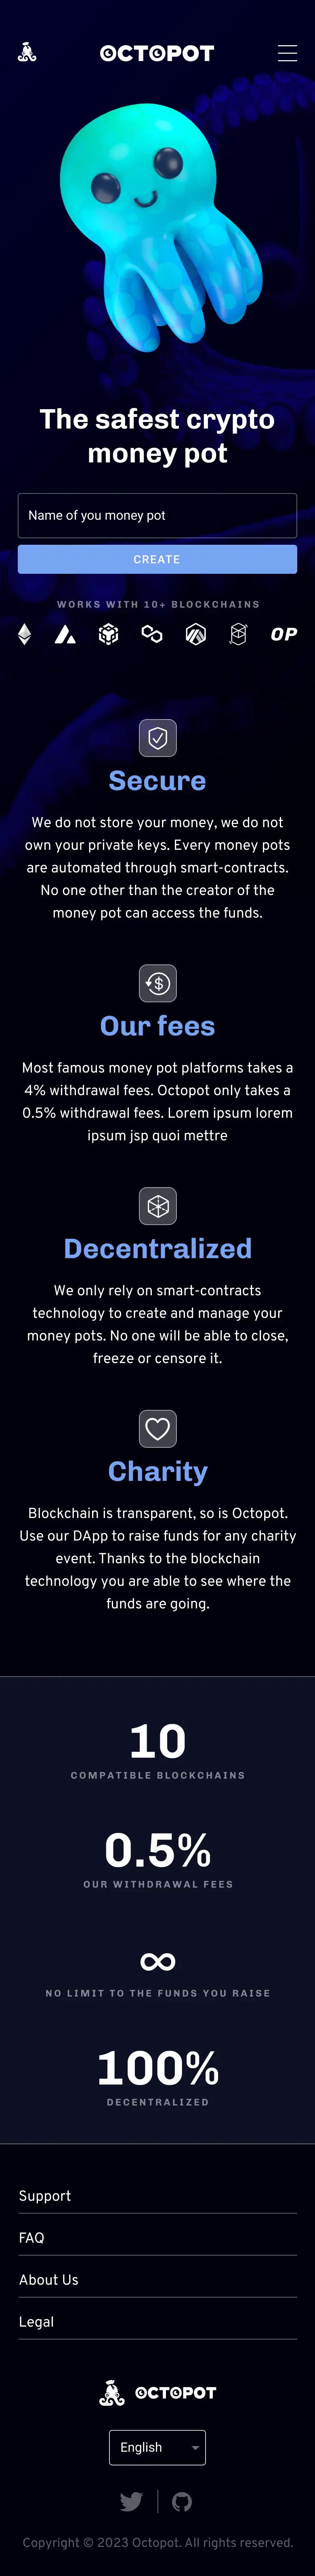 OCTOPOT
The safest crypto
money pot
Name of you money pot
CREATE
WORKS WITH 10+ BLOCKCHAINS
OP
Secure
We do not store your money, we do not
own your private keys. Every money pots
are automated through smart-contracts.
No one other than the creator of the
money pot can access the funds.
$
Our fees
Most famous money pot platforms takes a
4% withdrawal fees. Octopot only takes a
0.5% withdrawal fees. Lorem ipsum lorem
ipsum jsp quoi mettre
Decentralized
We only rely on smart-contracts
technology to create and manage your
money pots. No one will be able to close,
freeze or censore it.
Charity
Blockchain is transparent, so is Octopot.
Use our DApp to raise funds for any charity
event. Thanks to the blockchain
technology you are able to see where the
funds are going.
10
COMPATIBLE BLOCKCHAINS
0.5%
OUR WITHDRAWAL FEES
∞
NO LIMIT TO THE FUNDS YOU RAISE
100%
DECENTRALIZED
Support
FAQ
About Us
Legal
OCTOPOT
English
Copyright © 2023 Octopot. All rights reserved.